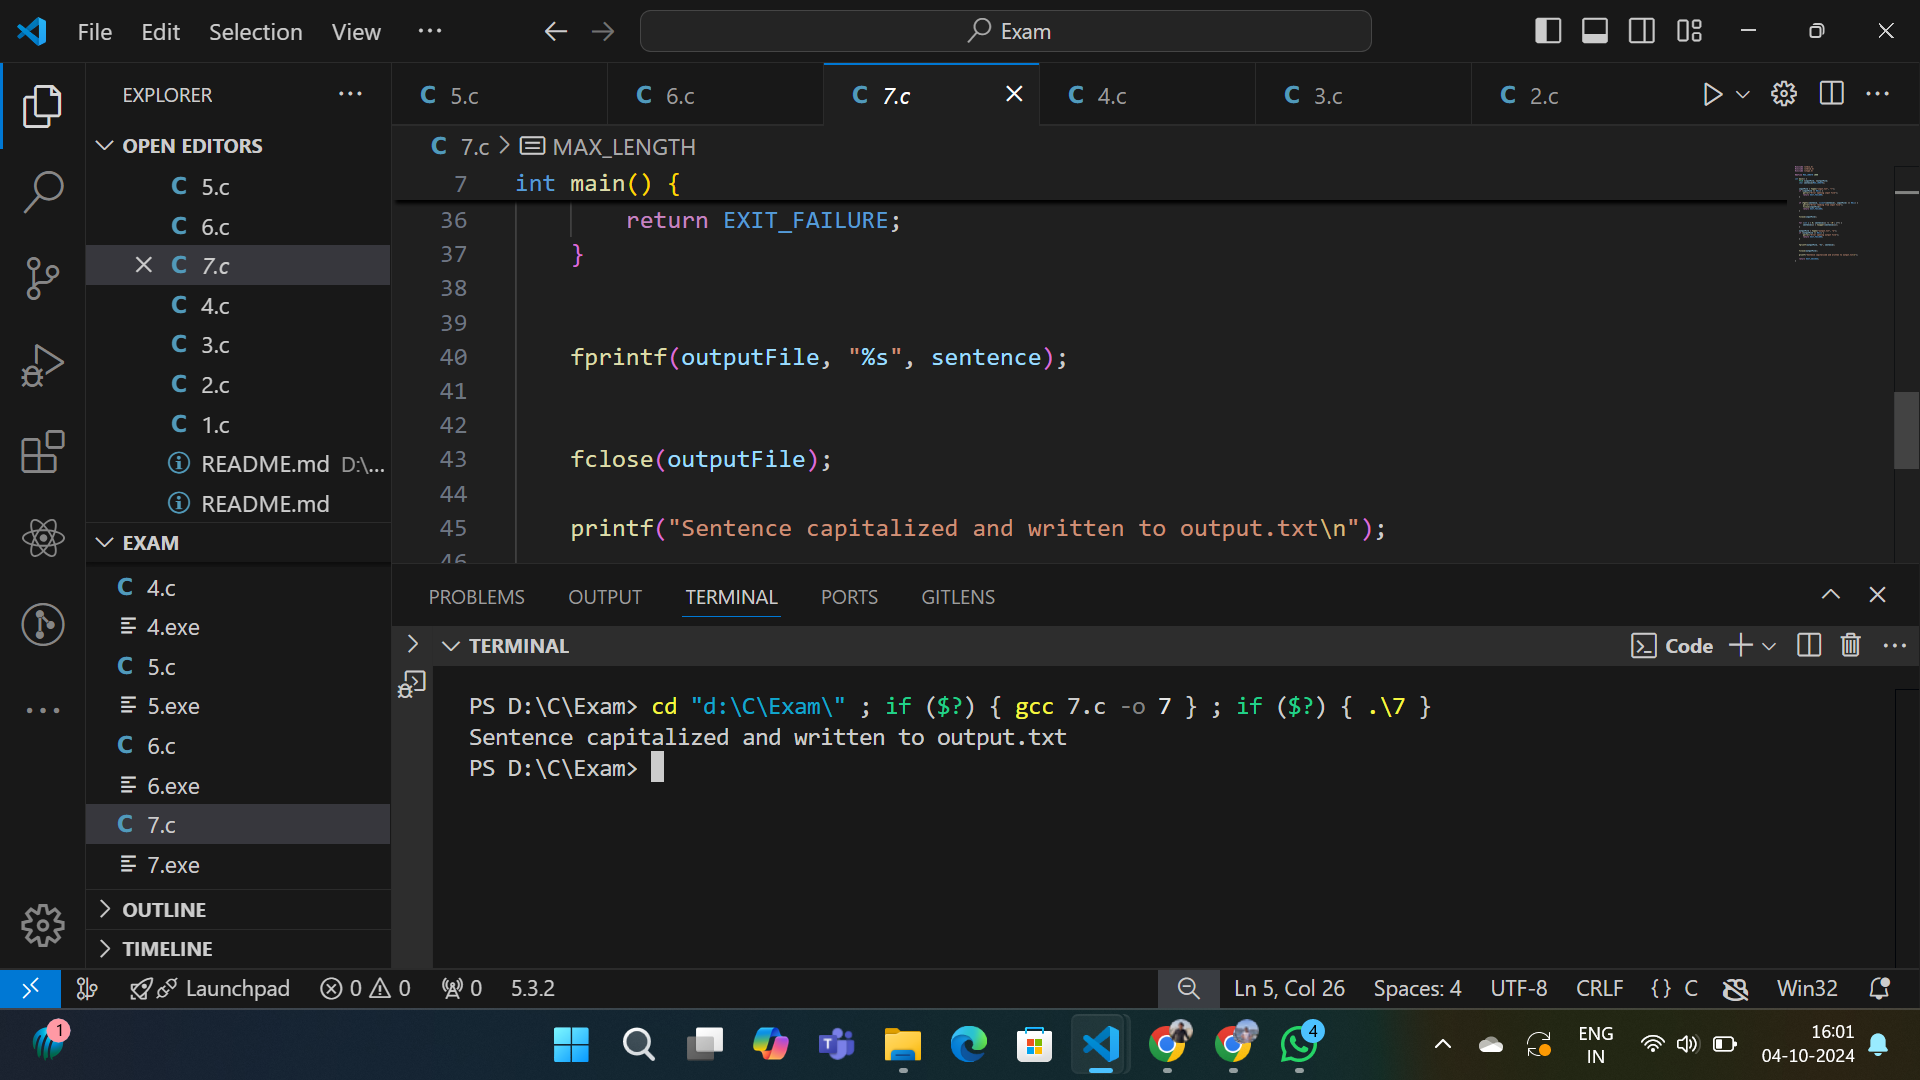 File Edit Selection View ··· Exam
EXPLORER ···
OPEN EDITORS
C 5.c
C 6.c
C 7.c
C 4.c
C 3.c
C 2.c
C 1.c
README.md D:\...
README.md
EXAM
C 4.c
4.exe
C 5.c
5.exe
C 6.c
6.exe
C 7.c
7.exe
OUTLINE
TIMELINE
C 5.c C 6.c C 7.c C 4.c C 3.c C 2.c
C 7.c > MAX_LENGTH
7 int main() {
36 return EXIT_FAILURE;
37 }
38
39
40 fprintf(outputFile, "%s", sentence);
41
42
43 fclose(outputFile);
44
45 printf("Sentence capitalized and written to output.txt\n");
46
PROBLEMS OUTPUT TERMINAL PORTS GITLENS
TERMINAL Code
PS D:\C\Exam> cd "d:\C\Exam\" ; if ($?) { gcc 7.c -o 7 } ; if ($?) { .\7 }
Sentence capitalized and written to output.txt
PS D:\C\Exam>
Launchpad 0 0 0 5.3.2 Ln 5, Col 26 Spaces: 4 UTF-8 CRLF {} C Win32
1 4 ENG
IN
16:01
04-10-2024